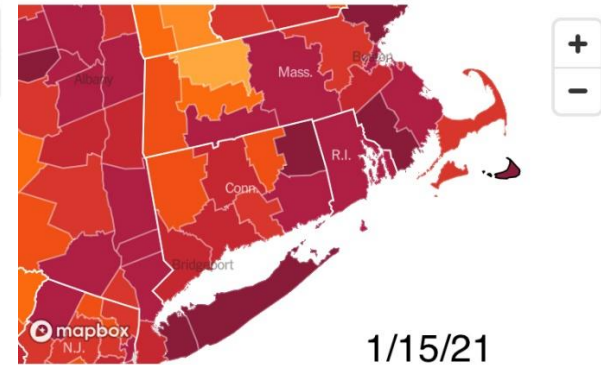 Boston
Mass.
Albany
R.I.
Conn.
Bridgeport
mapbox
N.J.
1/15/21
+
−